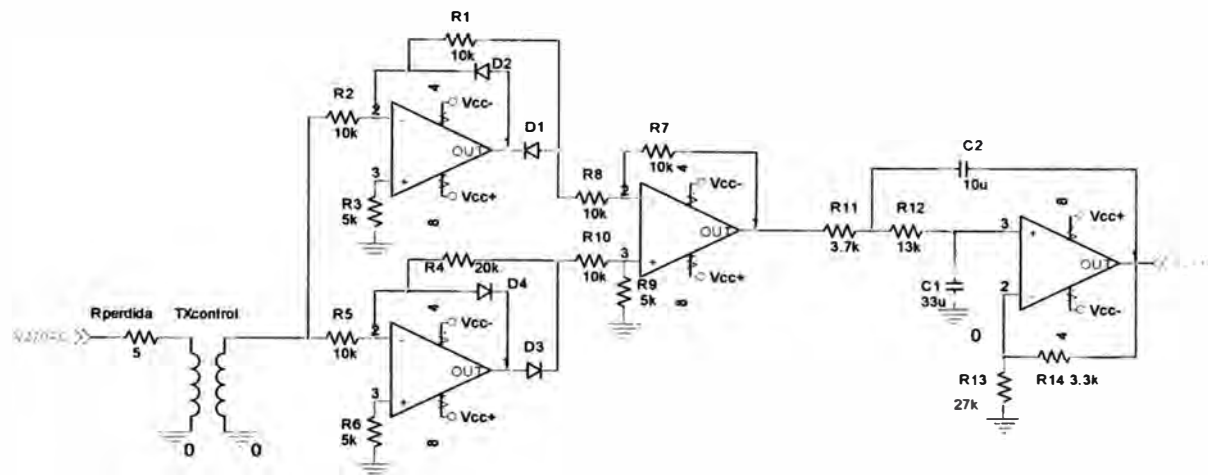 R1
10k
D2
4
R2
10k
2
Vcc-
D1
OUT
3
Vcc+
R3
5k
8
R7
10k
4
R8
10k
2
Vcc-
OUT
R10
10k
3
Vcc+
R9
5k
8
R4 20k
D4
4
R5
10k
2
Vcc-
D3
OUT
3
Vcc+
R6
5k
8
Rperdida
5
TXcontrol
0 0
C2
10u
R11
3.7k
R12
13k
3
8
Vcc+
OUT
C1
33u
2
Vcc-
0
4
R13
27k
R14 3.3k